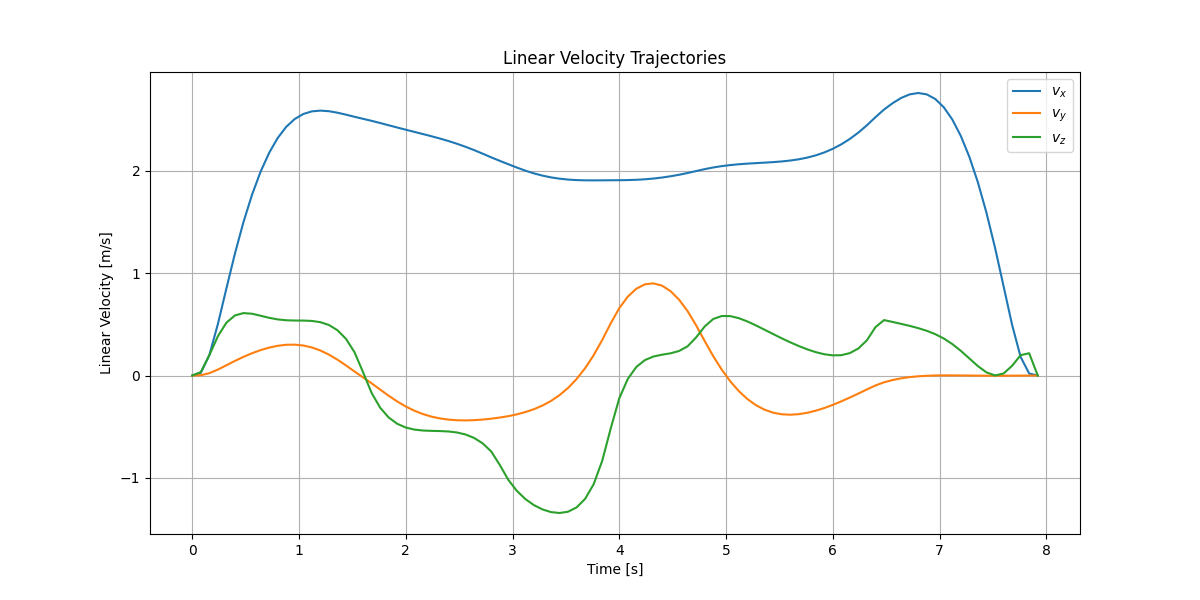 Linear Velocity Trajectories
Linear Velocity [m/s]
2
1
0
−1
v_x
v_y
v_z
0 1 2 3 4 5 6 7 8
Time [s]